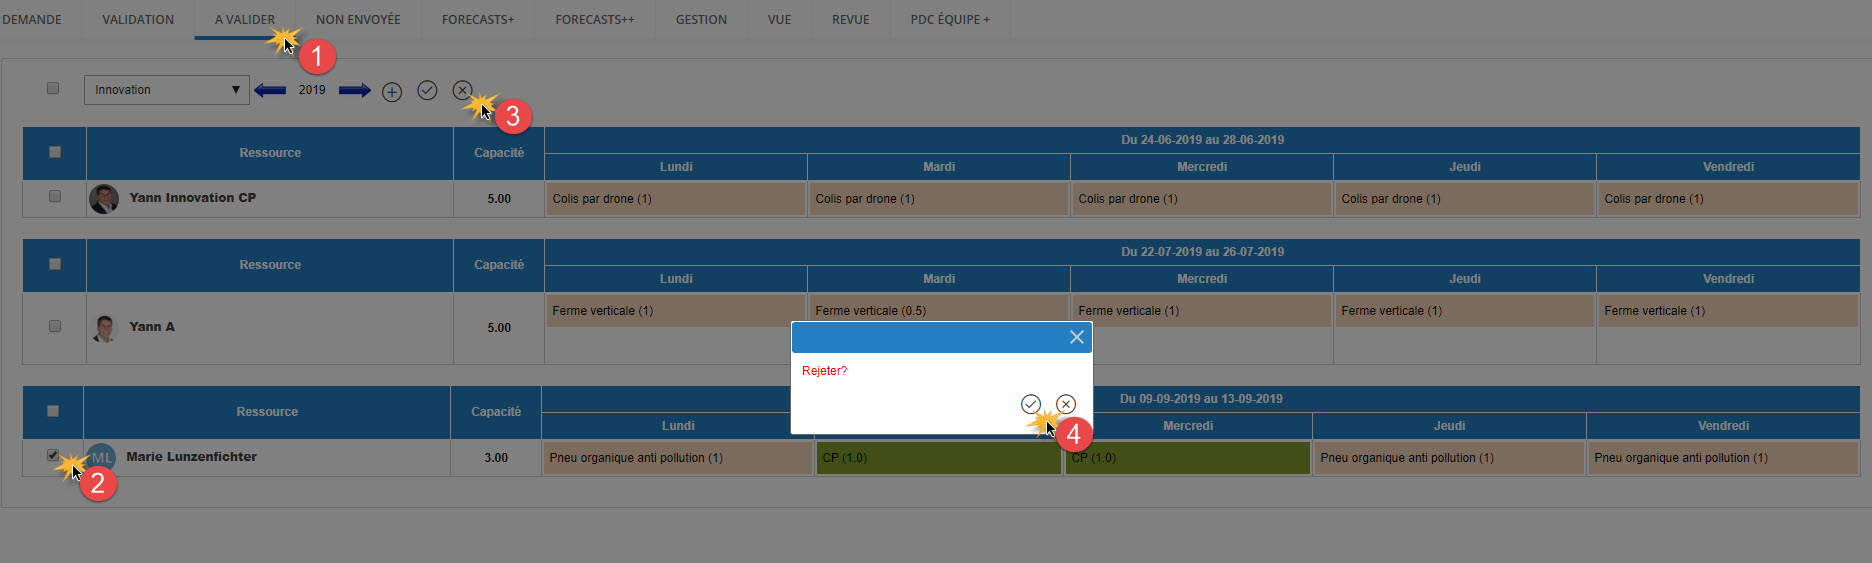 DEMANDE VALIDATION A VALIDER NON ENVOYÉE FORECASTS+ FORECASTS++ GESTION VUE REVUE PDC ÉQUIPE +
1
Innovation ▼ 2019
3
Ressource Capacité Du 24-06-2019 au 28-06-2019
Lundi Mardi Mercredi Jeudi Vendredi
Yann Innovation CP 5.00 Colis par drone (1) Colis par drone (1) Colis par drone (1) Colis par drone (1) Colis par drone (1)
Ressource Capacité Du 22-07-2019 au 26-07-2019
Lundi Mardi Mercredi Jeudi Vendredi
Yann A 5.00 Ferme verticale (1) Ferme verticale (0.5) Ferme verticale (1) Ferme verticale (1) Ferme verticale (1)
Rejeter?
4
Ressource Capacité Du 09-09-2019 au 13-09-2019
Lundi Mercredi Jeudi Vendredi
ML Marie Lunzenfichter 3.00 Pneu organique anti pollution (1) CP (1.0) CP (1.0) Pneu organique anti pollution (1) Pneu organique anti pollution (1)
2